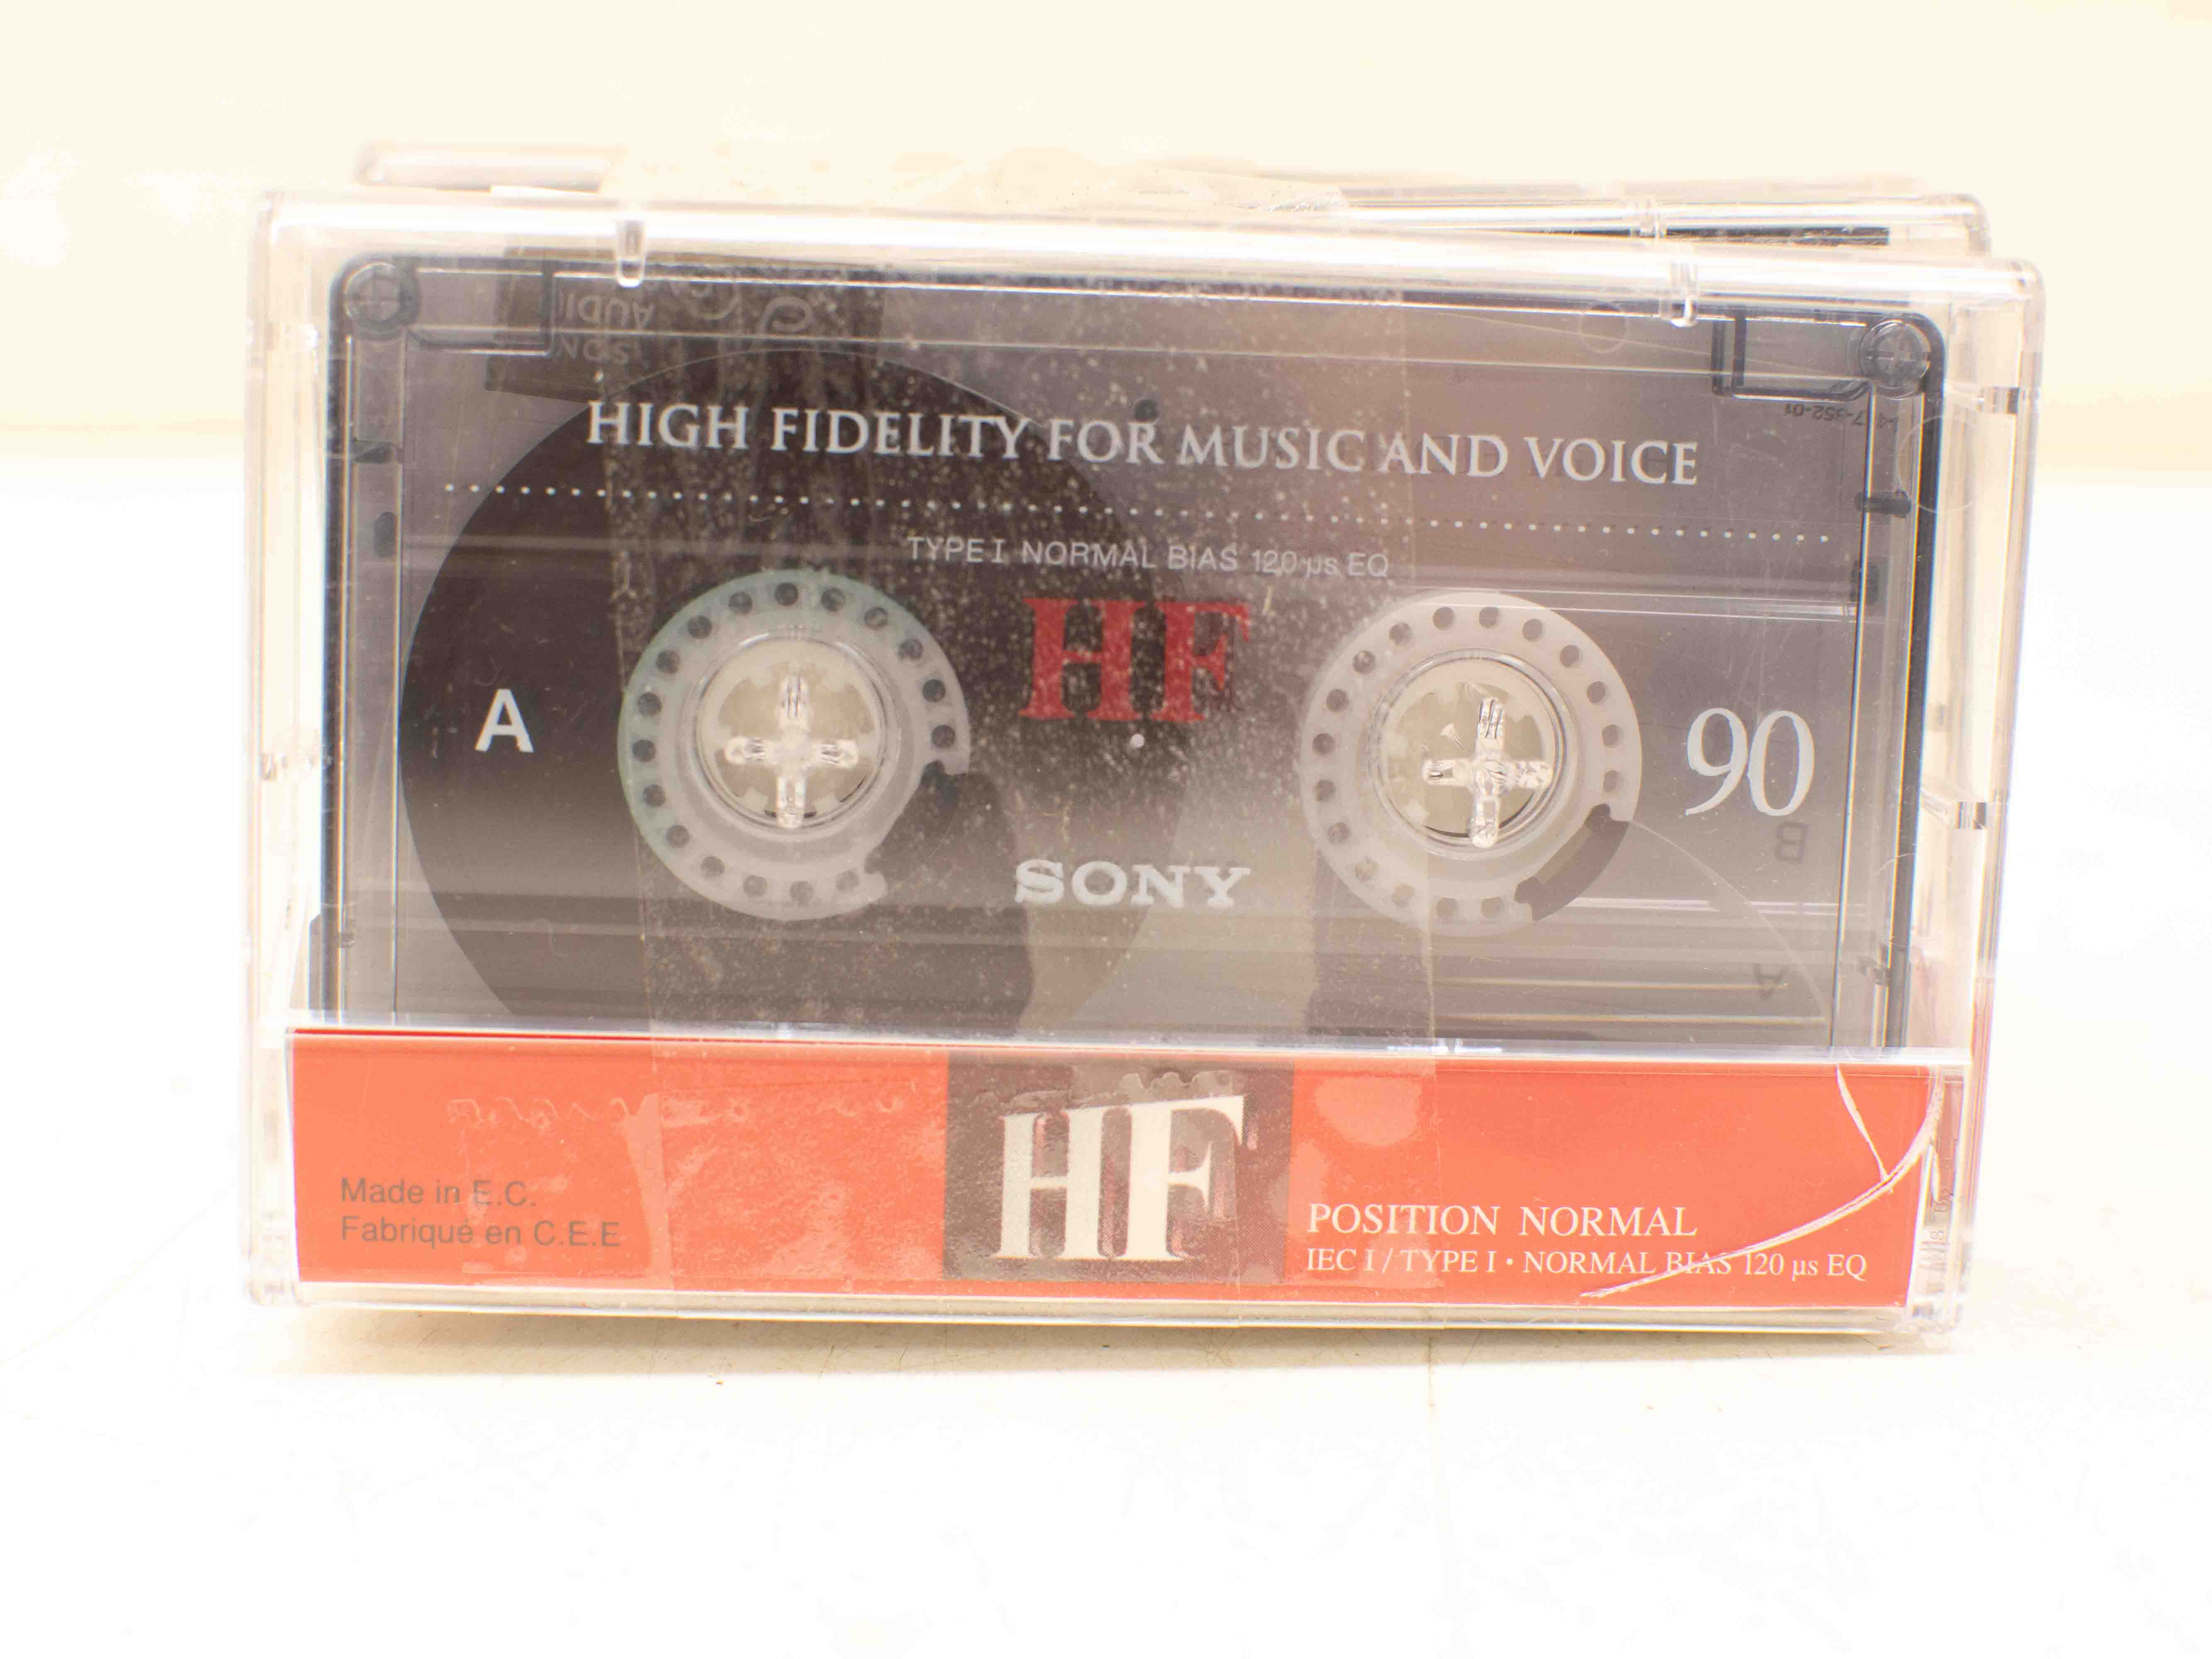 HIGH FIDELITY FOR MUSIC AND VOICE
TYPE I NORMAL BIAS 120 µs EQ
HF
A
90
B
SONY
A
HF
Made in E.C.
Fabriqué en C.E.E
POSITION NORMAL
IEC I / TYPE I • NORMAL BIAS 120 µs EQ